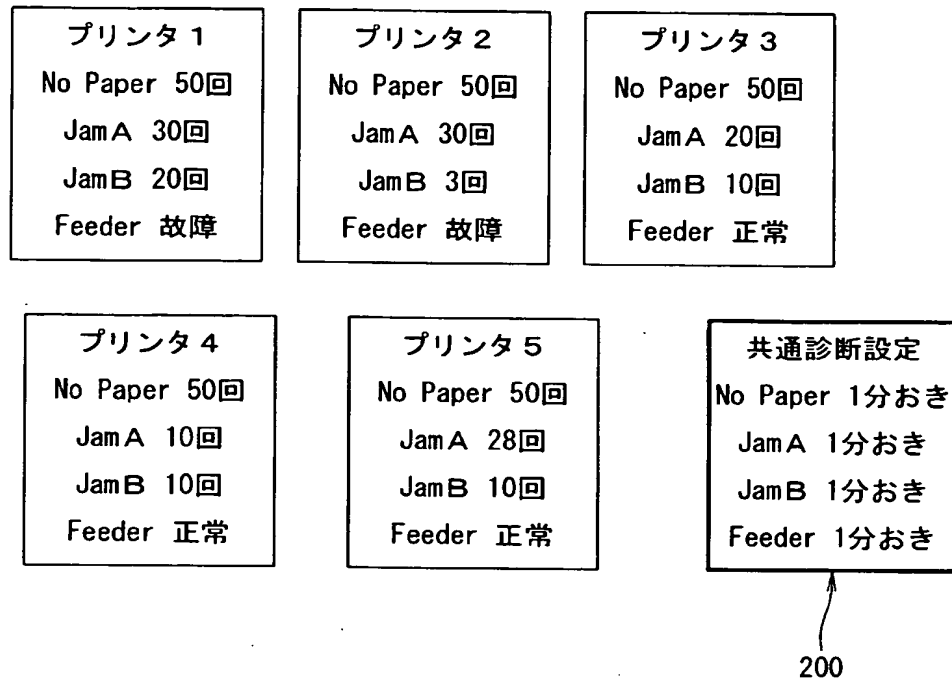 プリンタ1
No Paper 50回
JamA 30回
JamB 20回
Feeder 故障
プリンタ2
No Paper 50回
JamA 30回
JamB 3回
Feeder 故障
プリンタ3
No Paper 50回
JamA 20回
JamB 10回
Feeder 正常
プリンタ4
No Paper 50回
JamA 10回
JamB 10回
Feeder 正常
プリンタ5
No Paper 50回
JamA 28回
JamB 10回
Feeder 正常
共通診断設定
No Paper 1分おき
JamA 1分おき
JamB 1分おき
Feeder 1分おき
200